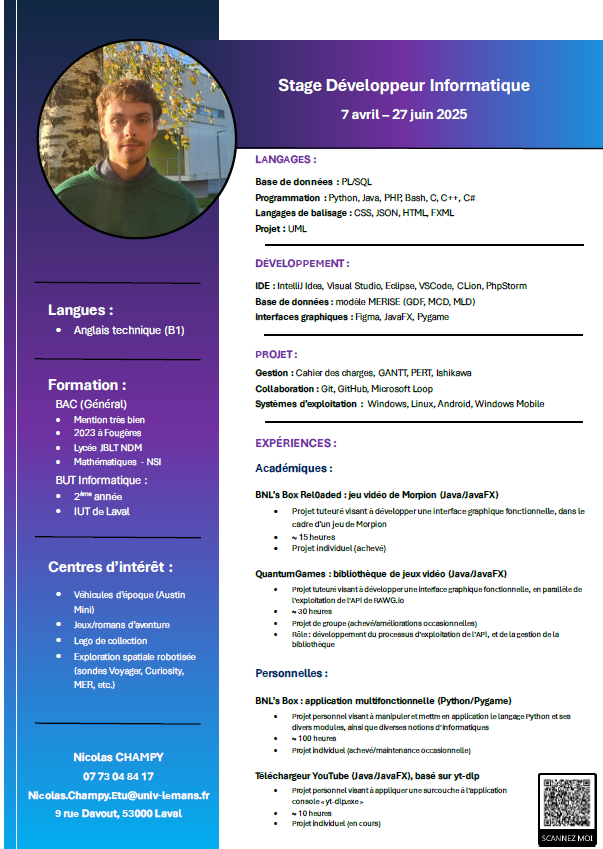 Stage Développeur Informatique
7 avril – 27 juin 2025
Langues :
• Anglais technique (B1)
Formation :
BAC (Général)
• Mention très bien
• 2023 à Fougères
• Lycée JBLT NDM
• Mathématiques - NSI
BUT Informatique :
• 2ème année
• IUT de Laval
Centres d'intérêt :
• Véhicules d'époque (Austin
Mini)
• Jeux/romans d'aventure
• Lego de collection
• Exploration spatiale robotisée
(sondes Voyager, Curiosity,
MER, etc.)
Nicolas CHAMPY
07 73 04 84 17
Nicolas.Champy.Etu@univ-lemans.fr
9 rue Davout, 53000 Laval
LANGAGES :
Base de données : PL/SQL
Programmation : Python, Java, PHP, Bash, C, C++, C#
Langages de balisage : CSS, JSON, HTML, FXML
Projet : UML
DÉVELOPPEMENT :
IDE : IntelliJ Idea, Visual Studio, Eclipse, VSCode, CLion, PhpStorm
Base de données : modèle MERISE (GDF, MCD, MLD)
Interfaces graphiques : Figma, JavaFX, Pygame
PROJET :
Gestion : Cahier des charges, GANTT, PERT, Ishikawa
Collaboration : Git, GitHub, Microsoft Loop
Systèmes d'exploitation : Windows, Linux, Android, Windows Mobile
EXPÉRIENCES :
Académiques :
BNL's Box Rel0aded : jeu vidéo de Morpion (Java/JavaFX)
• Projet tuteuré visant à développer une interface graphique fonctionnelle, dans le
cadre d'un jeu de Morpion
• ~ 15 heures
• Projet individuel (achevé)
QuantumGames : bibliothèque de jeux vidéo (Java/JavaFX)
• Projet tuteuré visant à développer une interface graphique fonctionnelle, en parallèle de
l'exploitation de l'API de RAWG.io
• ~ 30 heures
• Projet de groupe (achevé/améliorations occasionnelles)
• Rôle : développement du processus d'exploitation de l'API, et de la gestion de la
bibliothèque
Personnelles :
BNL's Box : application multifonctionnelle (Python/Pygame)
• Projet personnel visant à manipuler et mettre en application le langage Python et ses
divers modules, ainsi que diverses notions d'informatiques
• ~ 100 heures
• Projet individuel (achevé/maintenance occasionnelle)
Téléchargeur YouTube (Java/JavaFX), basé sur yt-dlp
• Projet personnel visant à appliquer une surcouche à l'application
console « yt-dlp.exe »
• ~ 10 heures
• Projet individuel (en cours)
SCANNEZ MOI